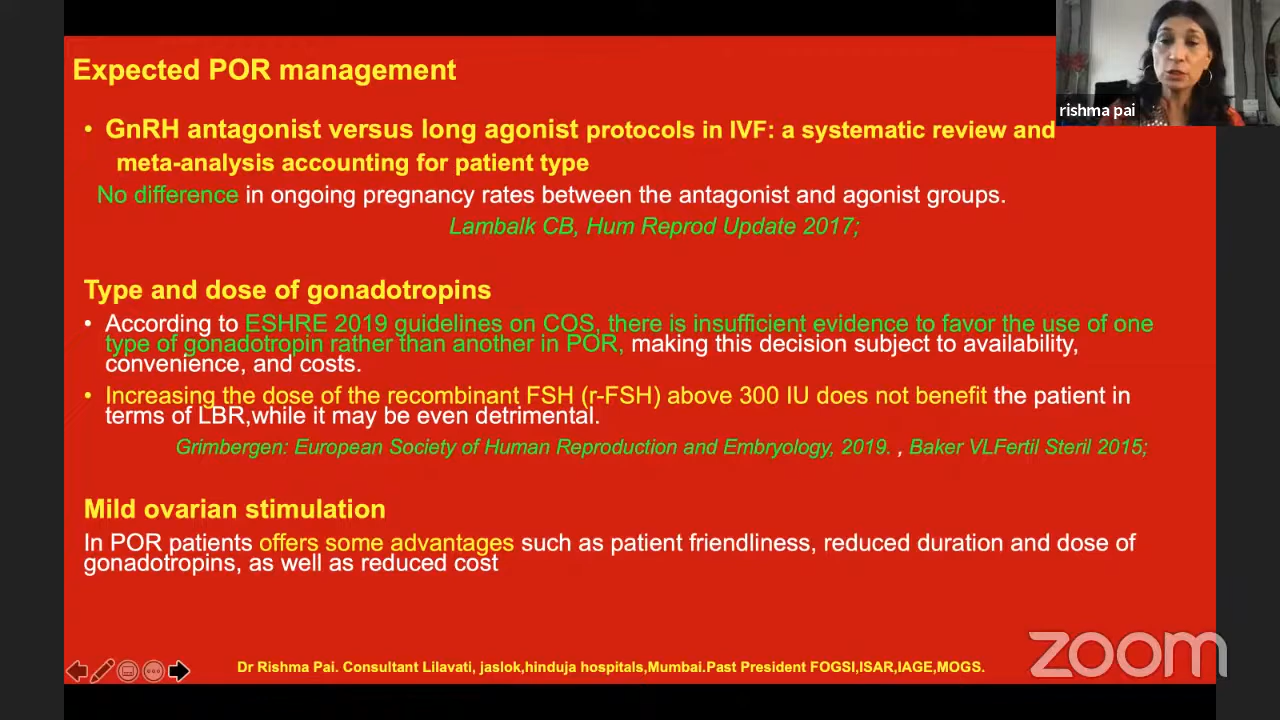 Expected POR management
rishma pai
• GnRH antagonist versus long agonist protocols in IVF: a systematic review and
meta-analysis accounting for patient type
No difference in ongoing pregnancy rates between the antagonist and agonist groups.
Lambalk CB, Hum Reprod Update 2017;
Type and dose of gonadotropins
• According to ESHRE 2019 guidelines on COS, there is insufficient evidence to favor the use of one
type of gonadotropin rather than another in POR, making this decision subject to availability,
convenience, and costs.
• Increasing the dose of the recombinant FSH (r-FSH) above 300 IU does not benefit the patient in
terms of LBR,while it may be even detrimental.
Grimbergen: European Society of Human Reproduction and Embryology, 2019. , Baker VLFertil Steril 2015;
Mild ovarian stimulation
In POR patients offers some advantages such as patient friendliness, reduced duration and dose of
gonadotropins, as well as reduced cost
zoom
Dr Rishma Pai. Consultant Lilavati, jaslok,hinduja hospitals,Mumbai.Past President FOGSI,ISAR,IAGE,MOGS.